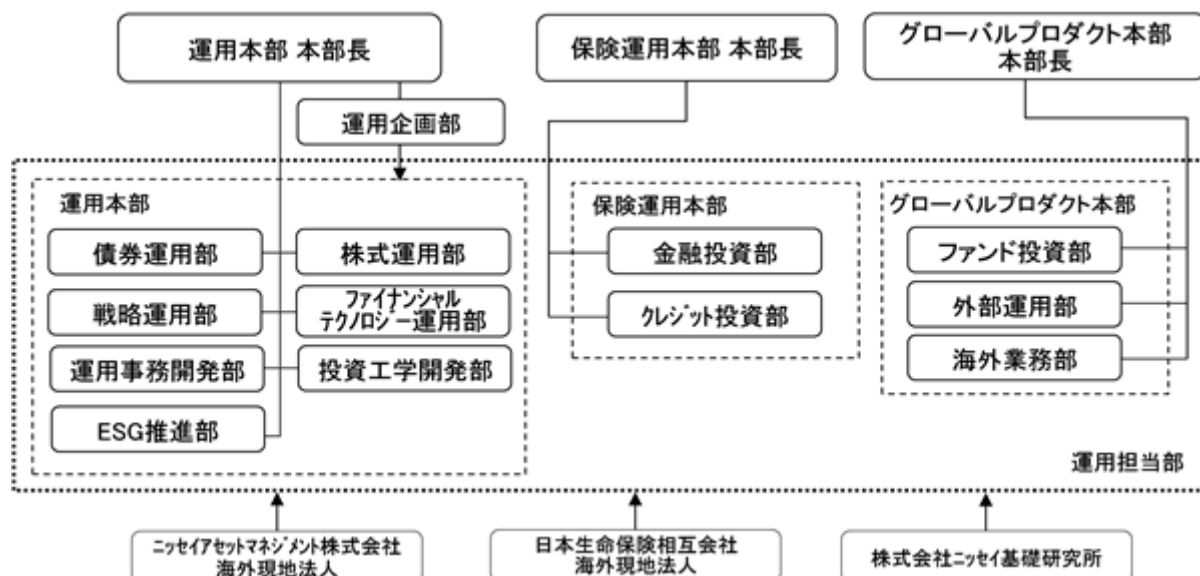 運用本部 本部長
保険運用本部 本部長
グローバルプロダクト本部
本部長
運用企画部
運用本部
債券運用部
株式運用部
戦略運用部
ファイナンシャル
テクノロジー運用部
運用事務開発部
投資工学開発部
ESG推進部
保険運用本部
金融投資部
クレジット投資部
グローバルプロダクト本部
ファンド投資部
外部運用部
海外業務部
運用担当部
ニッセイアセットマネジメント株式会社
海外現地法人
日本生命保険相互会社
海外現地法人
株式会社ニッセイ基礎研究所